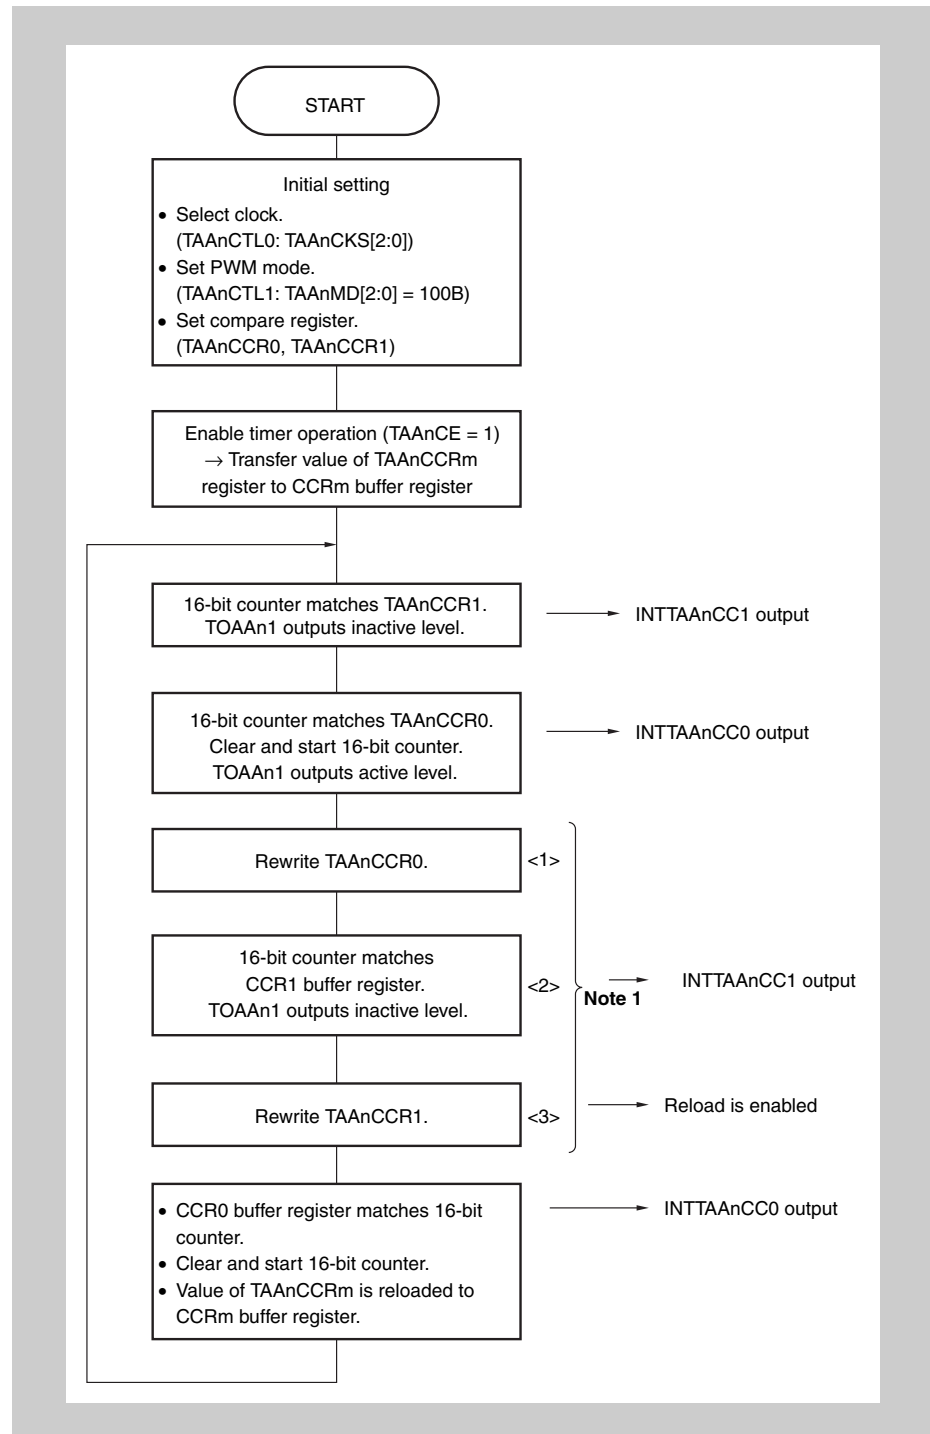 START
Initial setting
• Select clock.
(TAAnCTL0: TAAnCKS[2:0])
• Set PWM mode.
(TAAnCTL1: TAAnMD[2:0] = 100B)
• Set compare register.
(TAAnCCR0, TAAnCCR1)
Enable timer operation (TAAnCE = 1)
→ Transfer value of TAAnCCRm
register to CCRm buffer register
16-bit counter matches TAAnCCR1.
TOAAn1 outputs inactive level.
INTTAAnCC1 output
16-bit counter matches TAAnCCR0.
Clear and start 16-bit counter.
TOAAn1 outputs active level.
INTTAAnCC0 output
Rewrite TAAnCCR0.
<1>
16-bit counter matches
CCR1 buffer register.
TOAAn1 outputs inactive level.
<2>
Note 1
INTTAAnCC1 output
Rewrite TAAnCCR1.
<3>
Reload is enabled
• CCR0 buffer register matches 16-bit
counter.
• Clear and start 16-bit counter.
• Value of TAAnCCRm is reloaded to
CCRm buffer register.
INTTAAnCC0 output